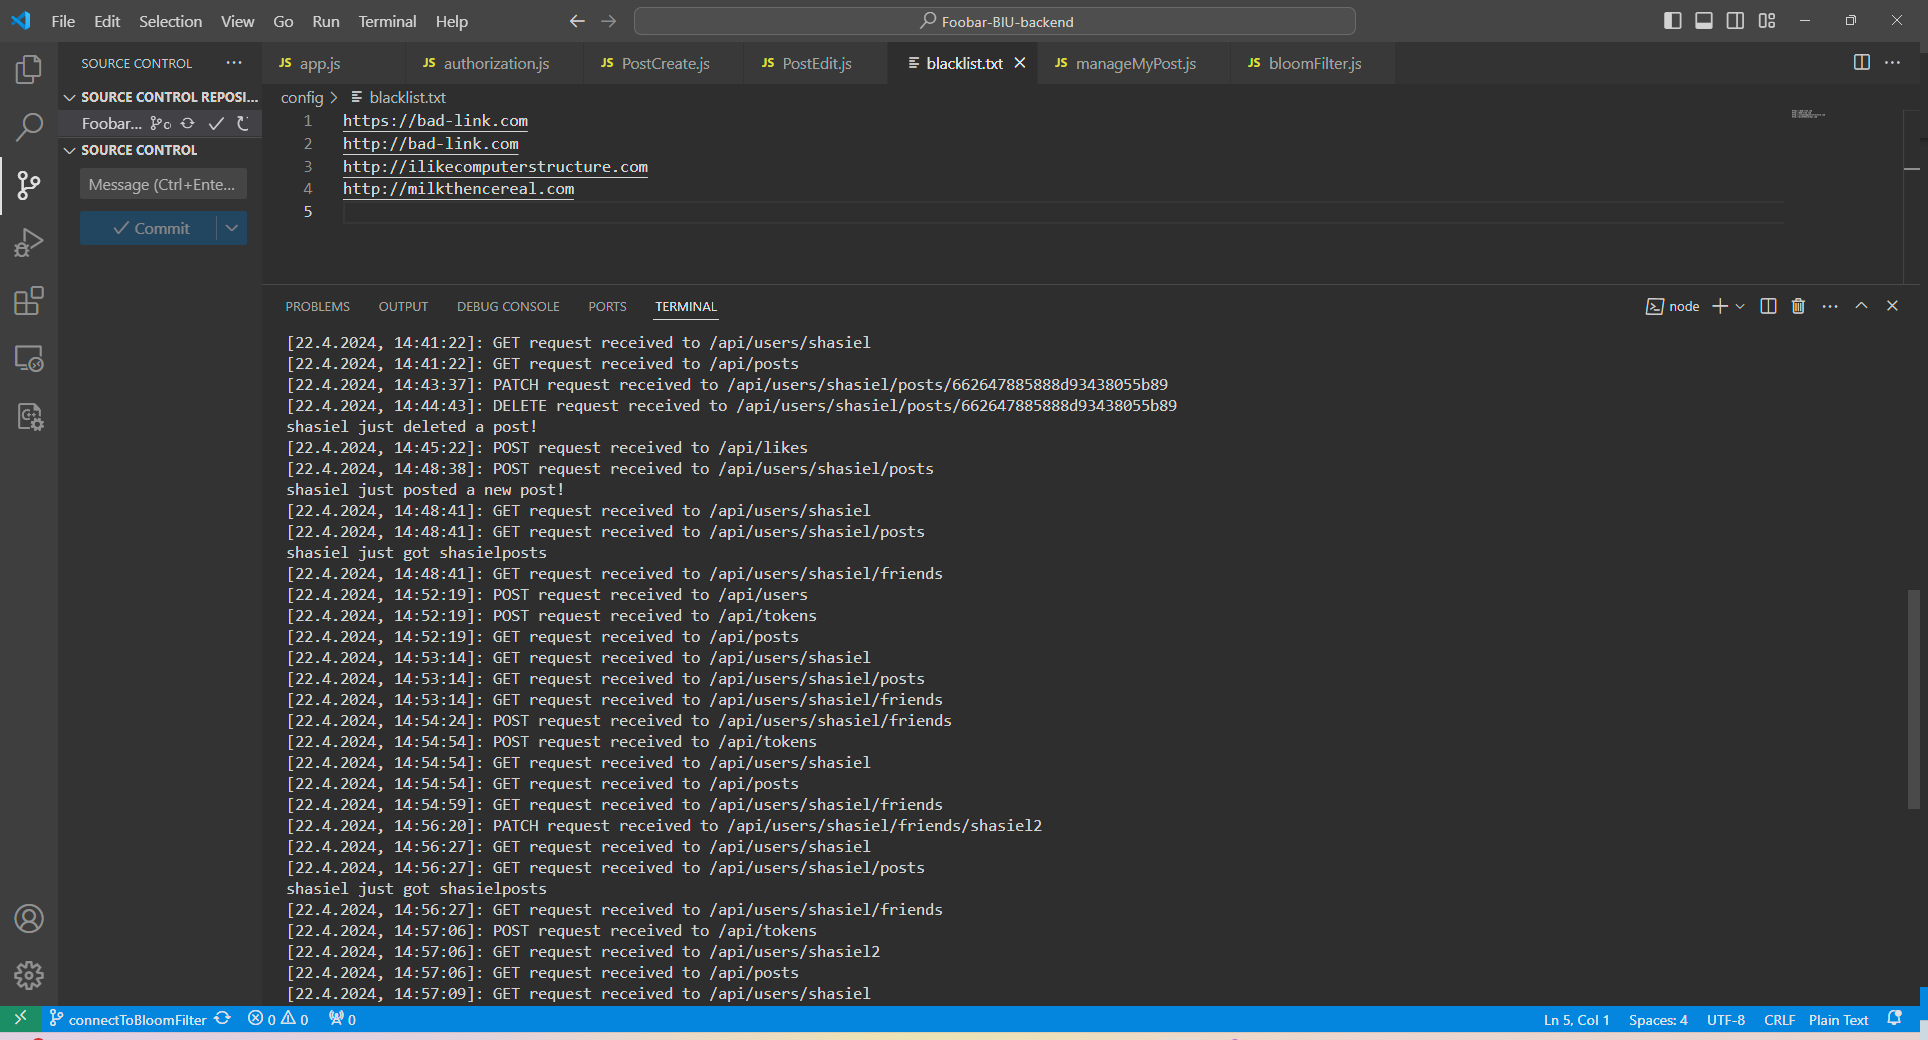 File Edit Selection View Go Run Terminal Help
Foobar-BIU-backend
SOURCE CONTROL
JS app.js
JS authorization.js
JS PostCreate.js
JS PostEdit.js
blacklist.txt
JS manageMyPost.js
JS bloomFilter.js
SOURCE CONTROL REPOSI...
Foobar...
SOURCE CONTROL
Message (Ctrl+Ente...
Commit
config > blacklist.txt
1 https://bad-link.com
2 http://bad-link.com
3 http://ilikecomputerstructure.com
4 http://milkthencereal.com
5
PROBLEMS OUTPUT DEBUG CONSOLE PORTS TERMINAL
node
[22.4.2024, 14:41:22]: GET request received to /api/users/shasiel
[22.4.2024, 14:41:22]: GET request received to /api/posts
[22.4.2024, 14:43:37]: PATCH request received to /api/users/shasiel/posts/662647885888d93438055b89
[22.4.2024, 14:44:43]: DELETE request received to /api/users/shasiel/posts/662647885888d93438055b89
shasiel just deleted a post!
[22.4.2024, 14:45:22]: POST request received to /api/likes
[22.4.2024, 14:48:38]: POST request received to /api/users/shasiel/posts
shasiel just posted a new post!
[22.4.2024, 14:48:41]: GET request received to /api/users/shasiel
[22.4.2024, 14:48:41]: GET request received to /api/users/shasiel/posts
shasiel just got shasielposts
[22.4.2024, 14:48:41]: GET request received to /api/users/shasiel/friends
[22.4.2024, 14:52:19]: POST request received to /api/users
[22.4.2024, 14:52:19]: POST request received to /api/tokens
[22.4.2024, 14:52:19]: GET request received to /api/posts
[22.4.2024, 14:53:14]: GET request received to /api/users/shasiel
[22.4.2024, 14:53:14]: GET request received to /api/users/shasiel/posts
[22.4.2024, 14:53:14]: GET request received to /api/users/shasiel/friends
[22.4.2024, 14:54:24]: POST request received to /api/users/shasiel/friends
[22.4.2024, 14:54:54]: POST request received to /api/tokens
[22.4.2024, 14:54:54]: GET request received to /api/users/shasiel
[22.4.2024, 14:54:54]: GET request received to /api/posts
[22.4.2024, 14:54:59]: GET request received to /api/users/shasiel/friends
[22.4.2024, 14:56:20]: PATCH request received to /api/users/shasiel/friends/shasiel2
[22.4.2024, 14:56:27]: GET request received to /api/users/shasiel
[22.4.2024, 14:56:27]: GET request received to /api/users/shasiel/posts
shasiel just got shasielposts
[22.4.2024, 14:56:27]: GET request received to /api/users/shasiel/friends
[22.4.2024, 14:57:06]: POST request received to /api/tokens
[22.4.2024, 14:57:06]: GET request received to /api/users/shasiel2
[22.4.2024, 14:57:06]: GET request received to /api/posts
[22.4.2024, 14:57:09]: GET request received to /api/users/shasiel
connectToBloomFilter 0 0 0 Ln 5, Col 1 Spaces: 4 UTF-8 CRLF Plain Text